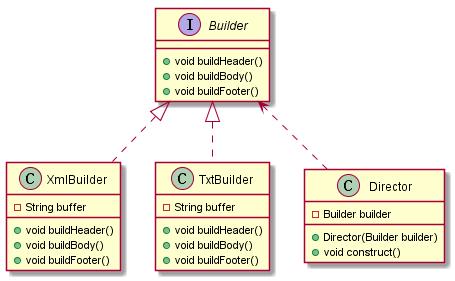 I Builder
void buildHeader()
void buildBody()
void buildFooter()
C XmlBuilder
String buffer
void buildHeader()
void buildBody()
void buildFooter()
C TxtBuilder
String buffer
void buildHeader()
void buildBody()
void buildFooter()
C Director
Builder builder
Director(Builder builder)
void construct()